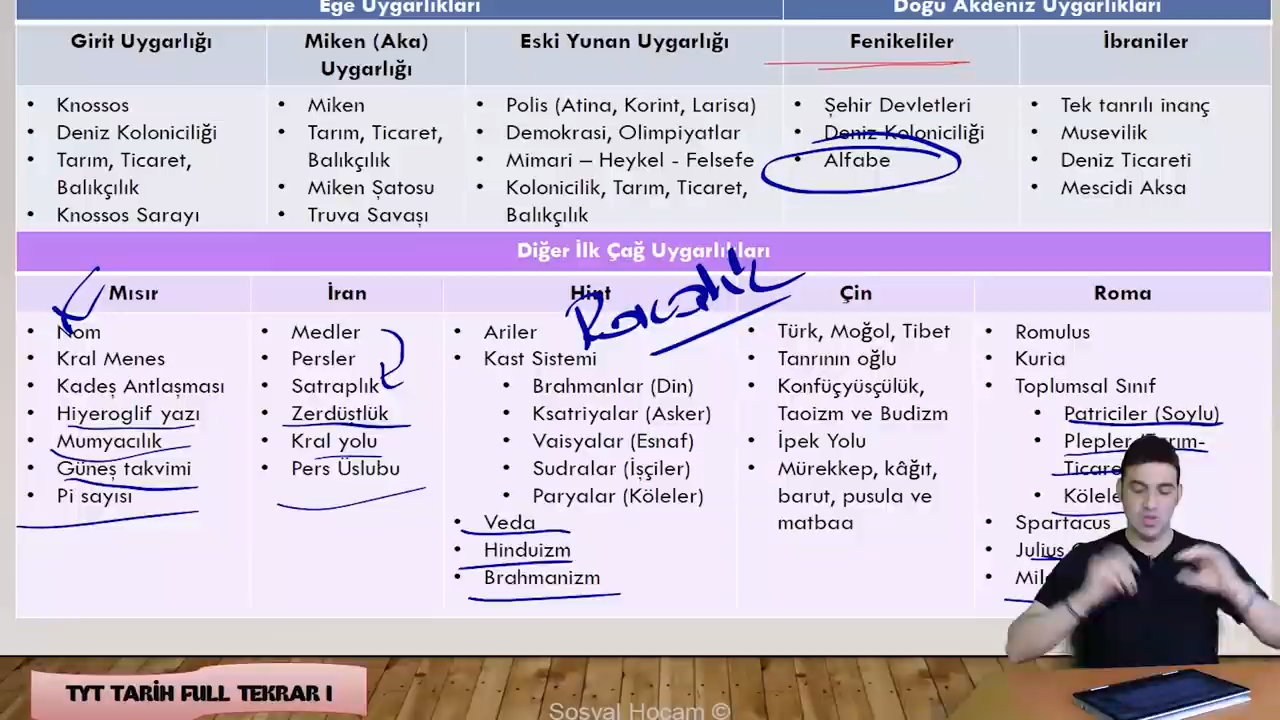 Ege Uygarlıkları
Doğu Akdeniz Uygarlıkları
Girit Uygarlığı
Miken (Aka)
Uygarlığı
Eski Yunan Uygarlığı
Fenikeliler
İbraniler
• Knossos
• Deniz Koloniciliği
• Tarım, Ticaret,
Balıkçılık
• Knossos Sarayı
• Miken
• Tarım, Ticaret,
Balıkçılık
• Miken Şatosu
• Truva Savaşı
• Polis (Atina, Korint, Larisa)
• Demokrasi, Olimpiyatlar
• Mimari – Heykel - Felsefe
• Kolonicilik, Tarım, Ticaret,
Balıkçılık
• Şehir Devletleri
• Deniz Koloniciliği
• Alfabe
• Tek tanrılı inanç
• Musevilik
• Deniz Ticareti
• Mescidi Aksa
Diğer İlk Çağ Uygarlıkları
Mısır
İran
Hint
Racalık
Çin
Roma
• Nom
• Kral Menes
• Kadeş Antlaşması
• Hiyeroglif yazı
• Mumyacılık
• Güneş takvimi
• Pi sayısı
• Medler
• Persler
• Satraplık
• Zerdüştlük
• Kral yolu
• Pers Üslubu
• Ariler
• Kast Sistemi
• Brahmanlar (Din)
• Ksatriyalar (Asker)
• Vaisyalar (Esnaf)
• Sudralar (İşçiler)
• Paryalar (Köleler)
• Veda
• Hinduizm
• Brahmanizm
• Türk, Moğol, Tibet
• Tanrının oğlu
• Konfüçyüsçülük,
Taoizm ve Budizm
• İpek Yolu
• Mürekkep, kâğıt,
barut, pusula ve
matbaa
• Romulus
• Kuria
• Toplumsal Sınıf
• Patriciler (Soylu)
• Plepler
• Spartacus
• Julius
TYT TARİH FULL TEKRAR I
Sosyal Hocam ©